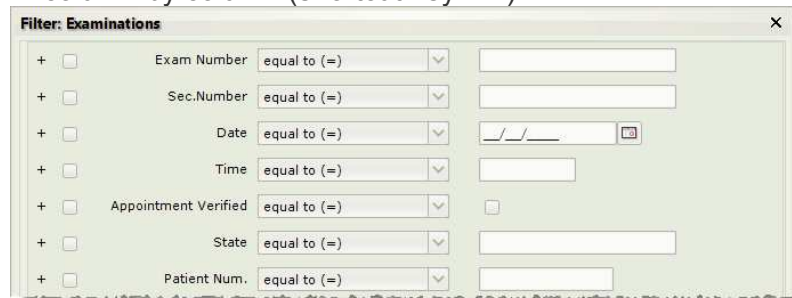 Filter: Examinations ×
+ Exam Number equal to (=)
+ Sec.Number equal to (=)
+ Date equal to (=) __/__/____
+ Time equal to (=)
+ Appointment Verified equal to (=)
+ State equal to (=)
+ Patient Num. equal to (=)